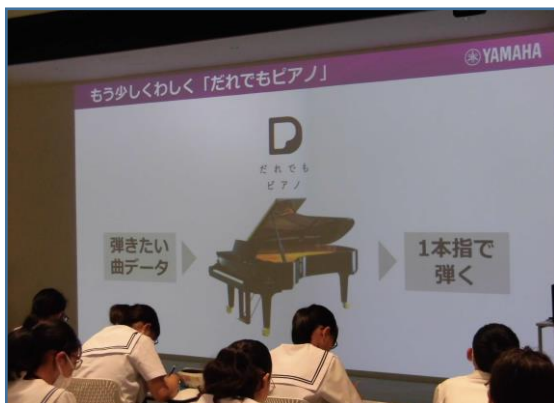 もう少しくわしく「だれでもピアノ」
YAMAHA
だれでも
ピアノ
弾きたい
曲データ
1本指で
弾く